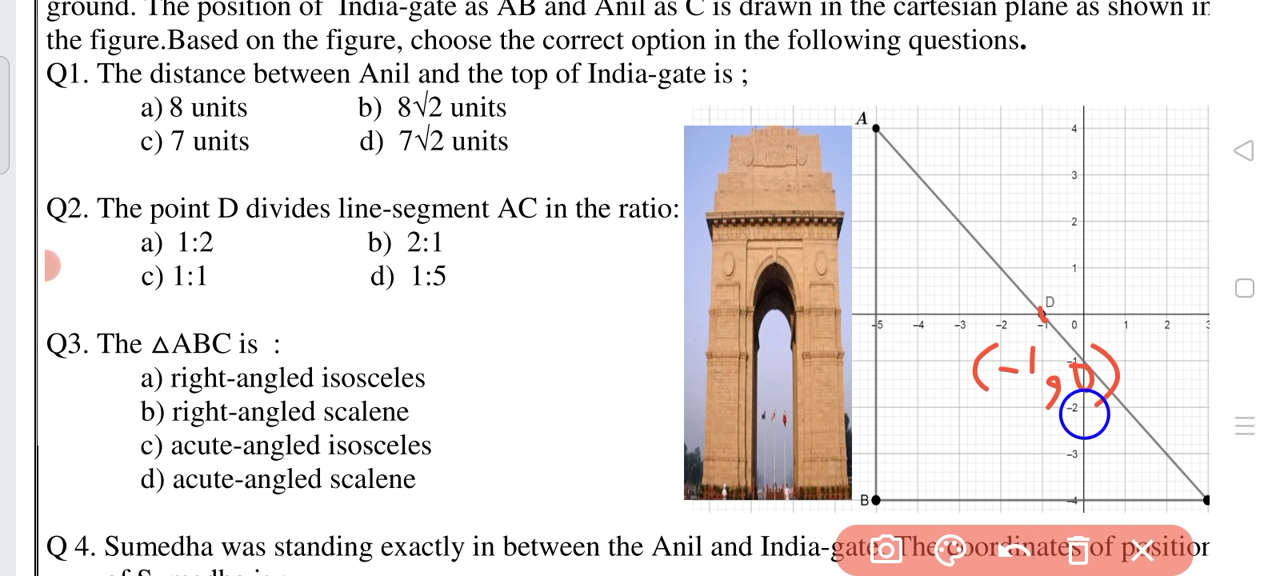 ground. The position of India-gate as AB and Anil as C is drawn in the cartesian plane as shown in
the figure.Based on the figure, choose the correct option in the following questions.
Q1. The distance between Anil and the top of India-gate is ;
a) 8 units b) 8√2 units
c) 7 units d) 7√2 units
Q2. The point D divides line-segment AC in the ratio:
a) 1:2 b) 2:1
c) 1:1 d) 1:5
Q3. The △ABC is :
a) right-angled isosceles
b) right-angled scalene
c) acute-angled isosceles
d) acute-angled scalene
A
4
3
2
1
D
-5 -4 -3 -2 -1 0 1 2 3
-1
(-1,0)
-2
-3
B -4
Q 4. Sumedha was standing exactly in between the Anil and India-gate. The coordinates of position